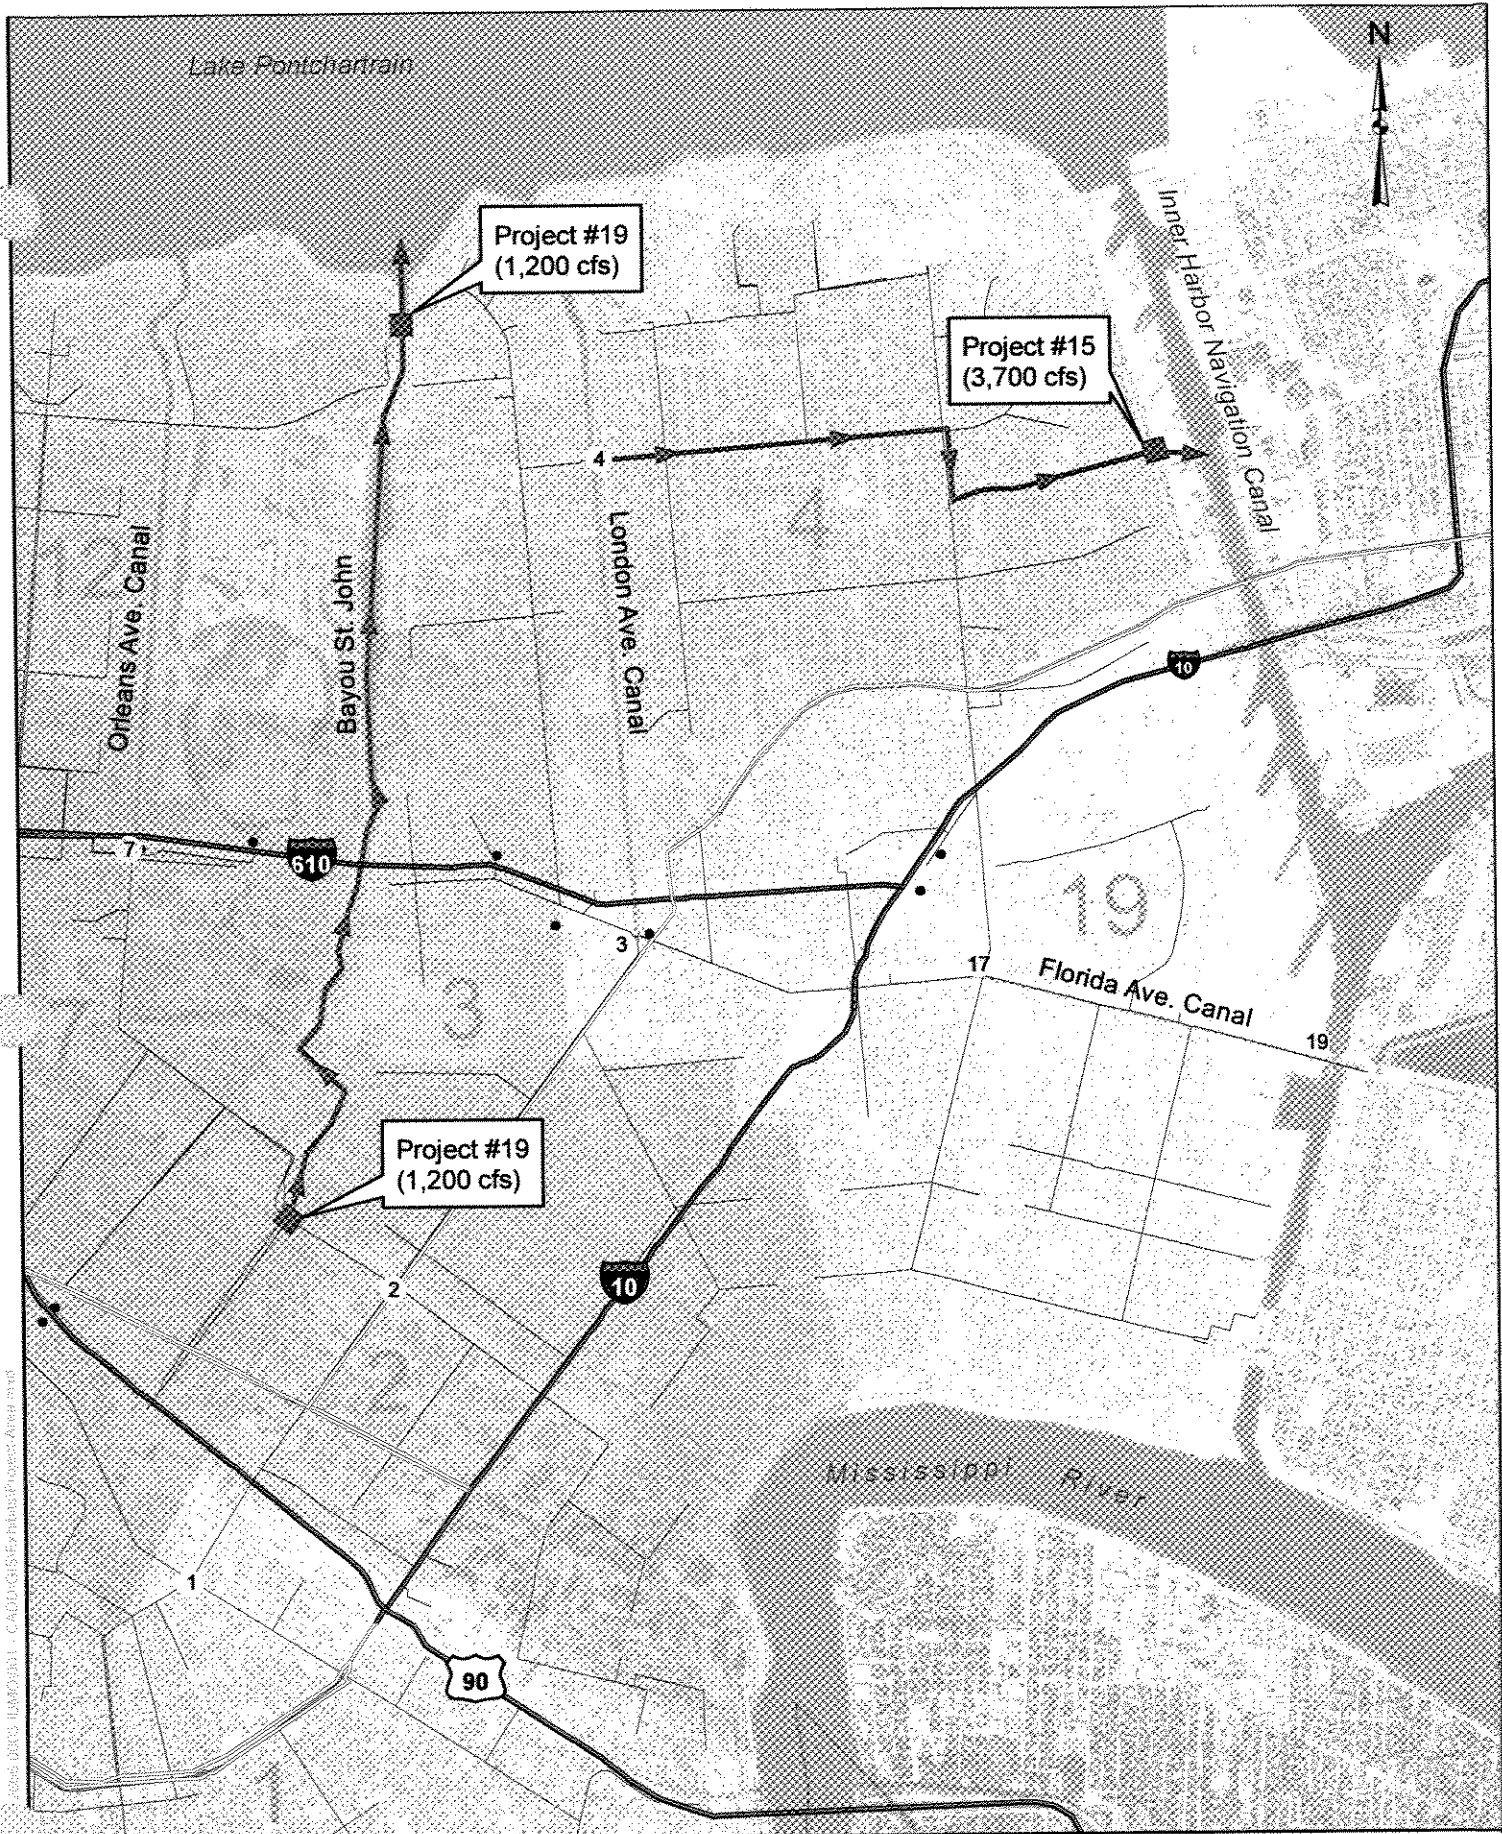 N
Lake Pontchartrain
Project #19
(1,200 cfs)
Inner Harbor Navigation Canal
Project #15
(3,700 cfs)
4
4
12
Orleans Ave. Canal
Bayou St. John
London Ave. Canal
10
7
610
19
3
17
Florida Ave. Canal
3
19
Project #19
(1,200 cfs)
10
2
2
Mississippi River
1
90
1